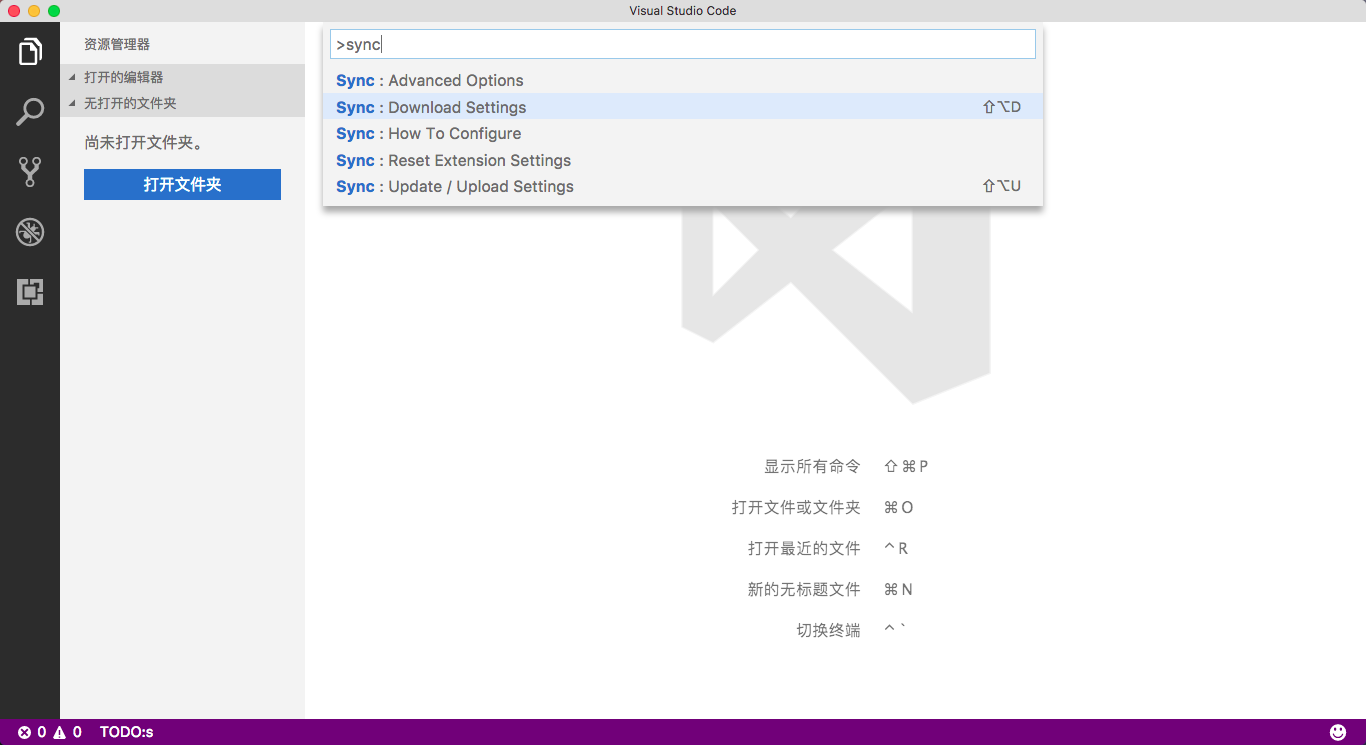 Visual Studio Code
资源管理器
打开的编辑器
无打开的文件夹
尚未打开文件夹。
打开文件夹
>sync
Sync : Advanced Options
Sync : Download Settings ⇧⌥D
Sync : How To Configure
Sync : Reset Extension Settings
Sync : Update / Upload Settings ⇧⌥U
显示所有命令 ⇧⌘P
打开文件或文件夹 ⌘O
打开最近的文件 ^R
新的无标题文件 ⌘N
切换终端 ^`
0 0 TODO:s